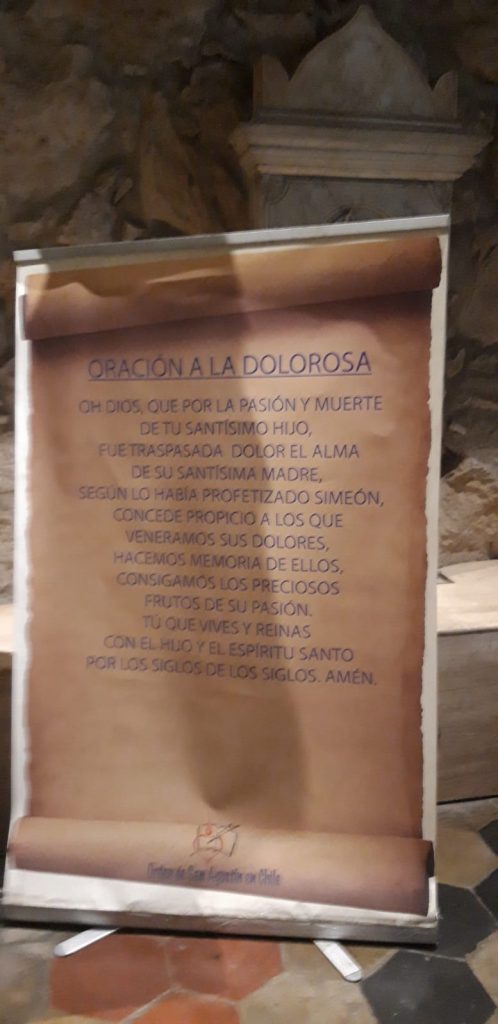 ORACIÓN A LA DOLOROSA
OH DIOS, QUE POR LA PASIÓN Y MUERTE
DE TU SANTÍSIMO HIJO,
FUE TRASPASADA DOLOR EL ALMA
DE SU SANTÍSIMA MADRE,
SEGÚN LO HABÍA PROFETIZADO SIMEÓN,
CONCEDE PROPICIO A LOS QUE
VENERAMOS SUS DOLORES,
HACEMOS MEMORIA DE ELLOS,
CONSIGAMOS LOS PRECIOSOS
FRUTOS DE SU PASIÓN.
TÚ QUE VIVES Y REINAS
CON EL HIJO Y EL ESPÍRITU SANTO
POR LOS SIGLOS DE LOS SIGLOS. AMÉN.
Orden de San Agustín en Chile